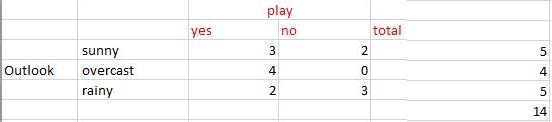 play
yes no total
sunny 3 2 5
Outlook overcast 4 0 4
rainy 2 3 5
14